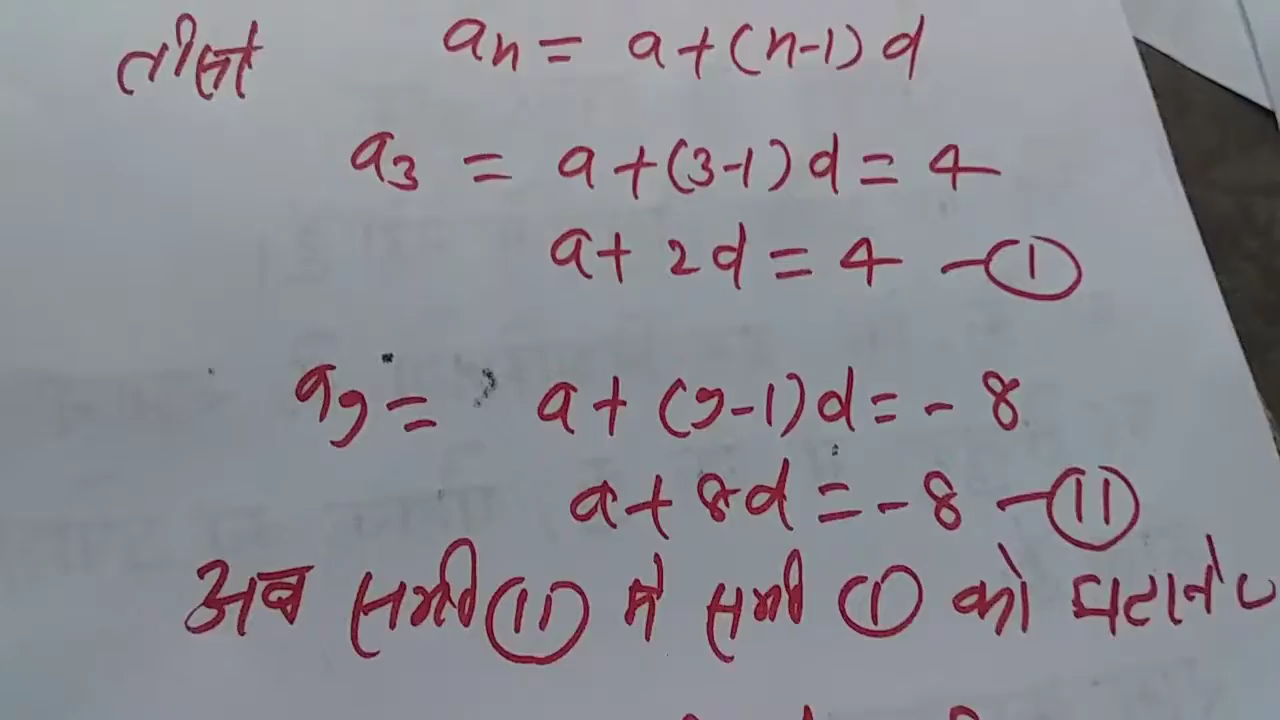 aₙ = a+(n-1)d
a₃ = a+(3-1)d = 4
a+2d = 4 —①
a₉ = a+(9-1)d = -8
a+8d = -8 —⑪
अब समी ⑪ में समी ① को घटाने